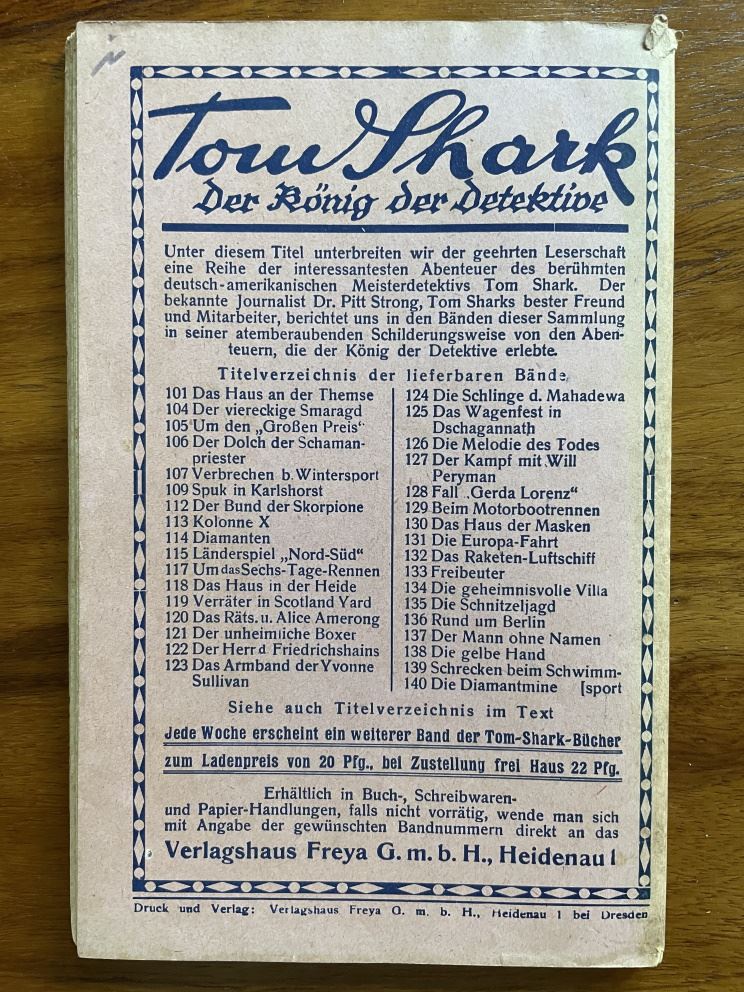 Tom Shark
Der König der Detektive
Unter diesem Titel unterbreiten wir der geehrten Leserschaft
eine Reihe der interessantesten Abenteuer des berühmten
deutsch-amerikanischen Meisterdetektivs Tom Shark. Der
bekannte Journalist Dr. Pitt Strong, Tom Sharks bester Freund
und Mitarbeiter, berichtet uns in den Bänden dieser Sammlung
in seiner atemberaubenden Schilderungsweise von den Aben-
teuern, die der König der Detektive erlebte.
Titelverzeichnis der lieferbaren Bände
101 Das Haus an der Themse
104 Der viereckige Smaragd
105 Um den „Großen Preis“
106 Der Dolch der Schaman-
priester
107 Verbrechen b. Wintersport
109 Spuk in Karlshorst
112 Der Bund der Skorpione
113 Kolonne X
114 Diamanten
115 Länderspiel „Nord-Süd“
117 Um das Sechs-Tage-Rennen
118 Das Haus in der Heide
119 Verräter in Scotland Yard
120 Das Räts. u. Alice Amerong
121 Der unheimliche Boxer
122 Der Herr d Friedrichshains
123 Das Armband der Yvonne
Sullivan
124 Die Schlinge d. Mahadewa
125 Das Wagenfest in
Dschagannath
126 Die Melodie des Todes
127 Der Kampf mit Will
Peryman
128 Fall „Gerda Lorenz“
129 Beim Motorbootrennen
130 Das Haus der Masken
131 Die Europa-Fahrt
132 Das Raketen-Luftschiff
133 Freibeuter
134 Die geheimnisvolle Villa
135 Die Schnitzeljagd
136 Rund um Berlin
137 Der Mann ohne Namen
138 Die gelbe Hand
139 Schrecken beim Schwimm-
140 Die Diamantmine [sport
Siehe auch Titelverzeichnis im Text
Jede Woche erscheint ein weiterer Band der Tom-Shark-Bücher
zum Ladenpreis von 20 Pfg., bei Zustellung frei Haus 22 Pfg.
Erhältlich in Buch-, Schreibwaren-
und Papier-Handlungen, falls nicht vorrätig, wende man sich
mit Angabe der gewünschten Bandnummern direkt an das
Verlagshaus Freya G. m. b. H., Heidenau 1
Druck und Verlag: Verlagshaus Freya G. m. b. H., Heidenau 1 bei Dresden